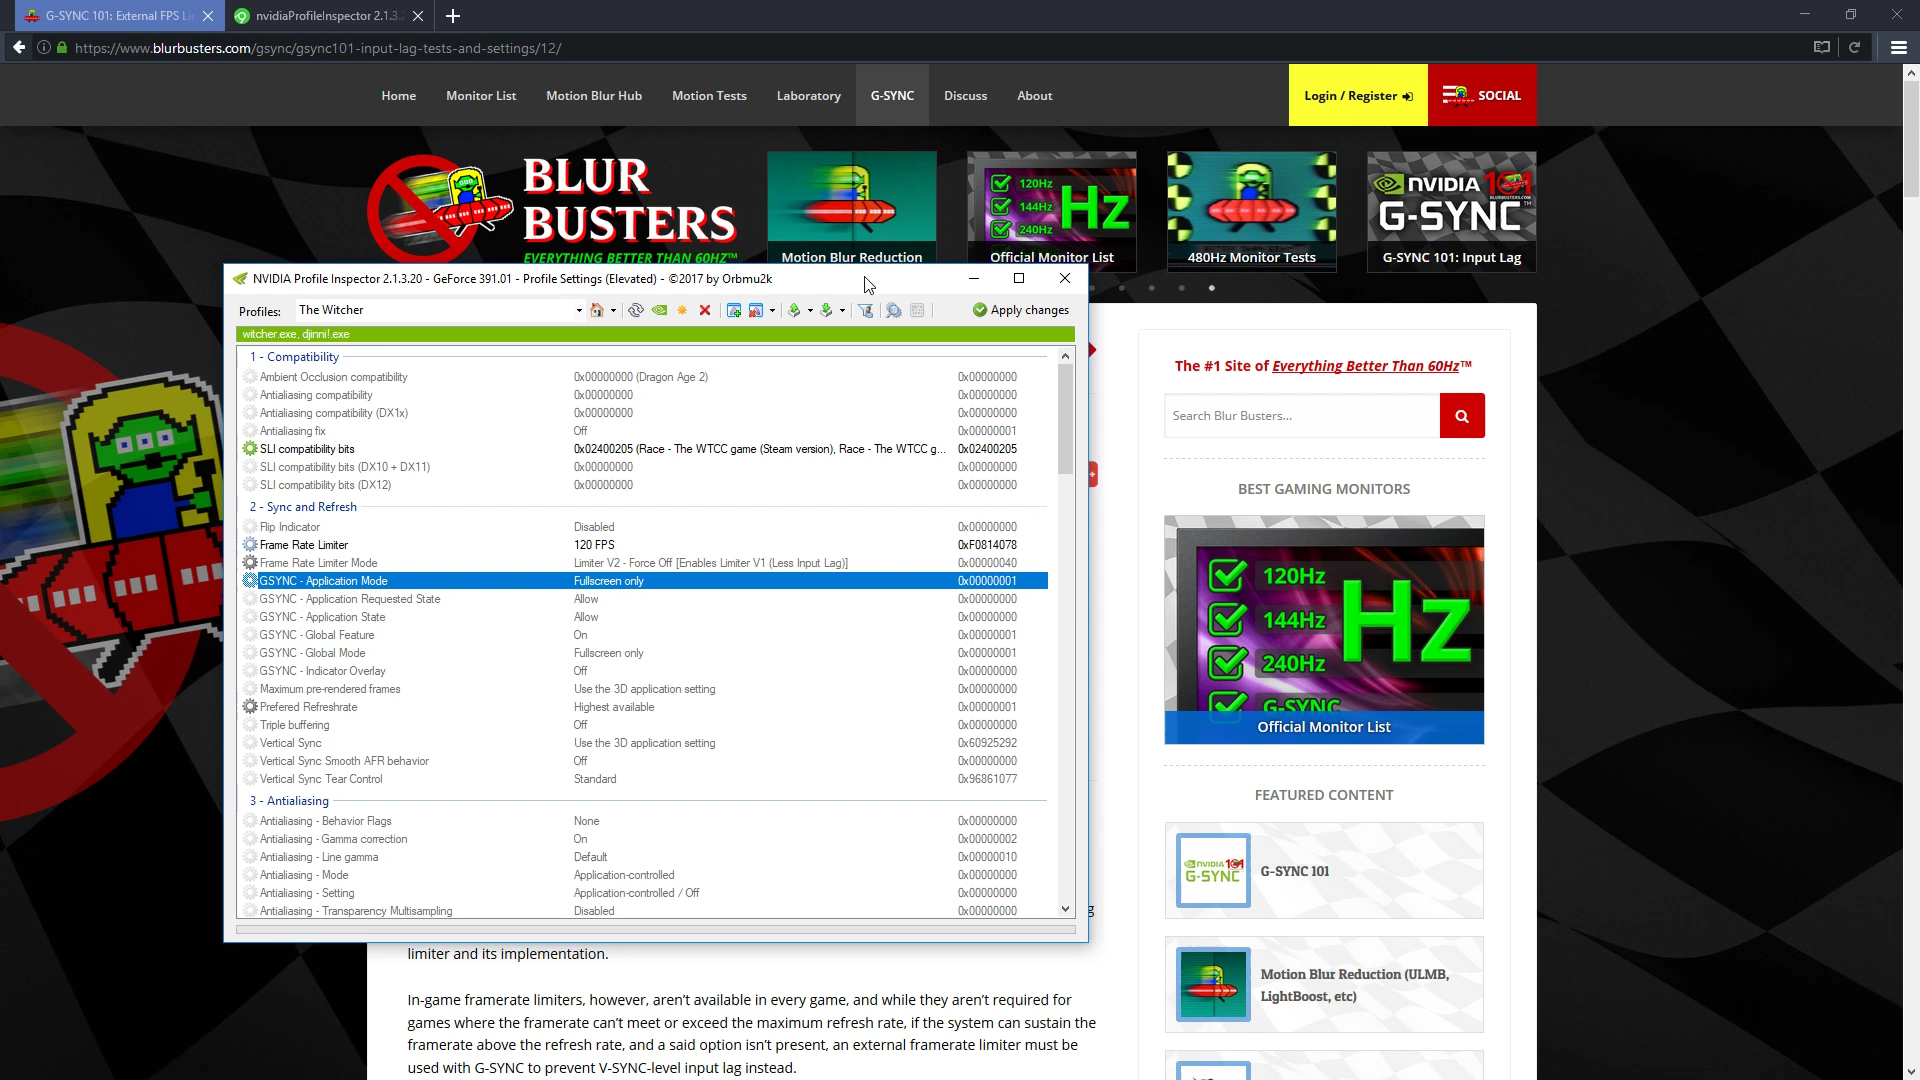 G-SYNC 101: External FPS Li
nvidiaProfileInspector 2.1.3.2
https://www.blurbusters.com/gsync/gsync101-input-lag-tests-and-settings/12/
Home
Monitor List
Motion Blur Hub
Motion Tests
Laboratory
G-SYNC
Discuss
About
Login / Register
SOCIAL
BLUR
BUSTERS
EVERYTHING BETTER THAN 60HZ™
Motion Blur Reduction
120Hz
144Hz
240Hz
Hz
Official Monitor List
480Hz Monitor Tests
NVIDIA 101
G-SYNC™
G-SYNC 101: Input Lag
NVIDIA Profile Inspector 2.1.3.20 - GeForce 391.01 - Profile Settings (Elevated) - ©2017 by Orbmu2k
Profiles: The Witcher
Apply changes
witcher.exe, djinni!.exe
1 - Compatibility
Ambient Occlusion compatibility 0x00000000 (Dragon Age 2) 0x00000000
Antialiasing compatibility 0x00000000 0x00000000
Antialiasing compatibility (DX1x) 0x00000000 0x00000000
Antialiasing fix Off 0x00000001
SLI compatibility bits 0x02400205 (Race - The WTCC game (Steam version), Race - The WTCC g... 0x02400205
SLI compatibility bits (DX10 + DX11) 0x00000000 0x00000000
SLI compatibility bits (DX12) 0x00000000 0x00000000
2 - Sync and Refresh
Flip Indicator Disabled 0x00000000
Frame Rate Limiter 120 FPS 0xF0814078
Frame Rate Limiter Mode Limiter V2 - Force Off [Enables Limiter V1 (Less Input Lag)] 0x00000040
GSYNC - Application Mode Fullscreen only 0x00000001
GSYNC - Application Requested State Allow 0x00000000
GSYNC - Application State Allow 0x00000000
GSYNC - Global Feature On 0x00000001
GSYNC - Global Mode Fullscreen only 0x00000001
GSYNC - Indicator Overlay Off 0x00000000
Maximum pre-rendered frames Use the 3D application setting 0x00000000
Prefered Refreshrate Highest available 0x00000001
Triple buffering Off 0x00000000
Vertical Sync Use the 3D application setting 0x60925292
Vertical Sync Smooth AFR behavior Off 0x00000000
Vertical Sync Tear Control Standard 0x96861077
3 - Antialiasing
Antialiasing - Behavior Flags None 0x00000000
Antialiasing - Gamma correction On 0x00000002
Antialiasing - Line gamma Default 0x00000010
Antialiasing - Mode Application-controlled 0x00000000
Antialiasing - Setting Application-controlled / Off 0x00000000
Antialiasing - Transparency Multisampling Disabled 0x00000000
g
limiter and its implementation.
In-game framerate limiters, however, aren't available in every game, and while they aren't required for
games where the framerate can't meet or exceed the maximum refresh rate, if the system can sustain the
framerate above the refresh rate, and a said option isn't present, an external framerate limiter must be
used with G-SYNC to prevent V-SYNC-level input lag instead.
The #1 Site of Everything Better Than 60Hz™
Search Blur Busters...
BEST GAMING MONITORS
120Hz
144Hz
240Hz
G-SYNC
Hz
Official Monitor List
FEATURED CONTENT
NVIDIA 101
G-SYNC
G-SYNC 101
Motion Blur Reduction (ULMB,
LightBoost, etc)